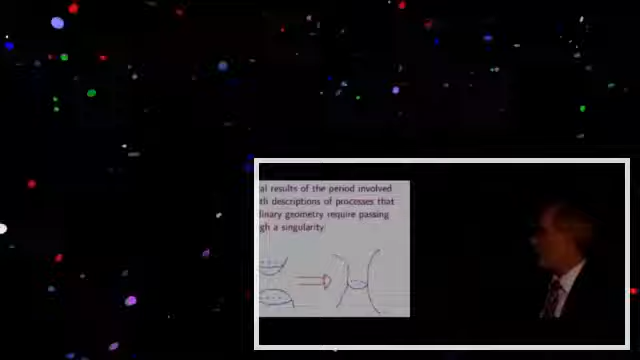 al results of the period involved
th descriptions of processes that
dinary geometry require passing
gh a singularity